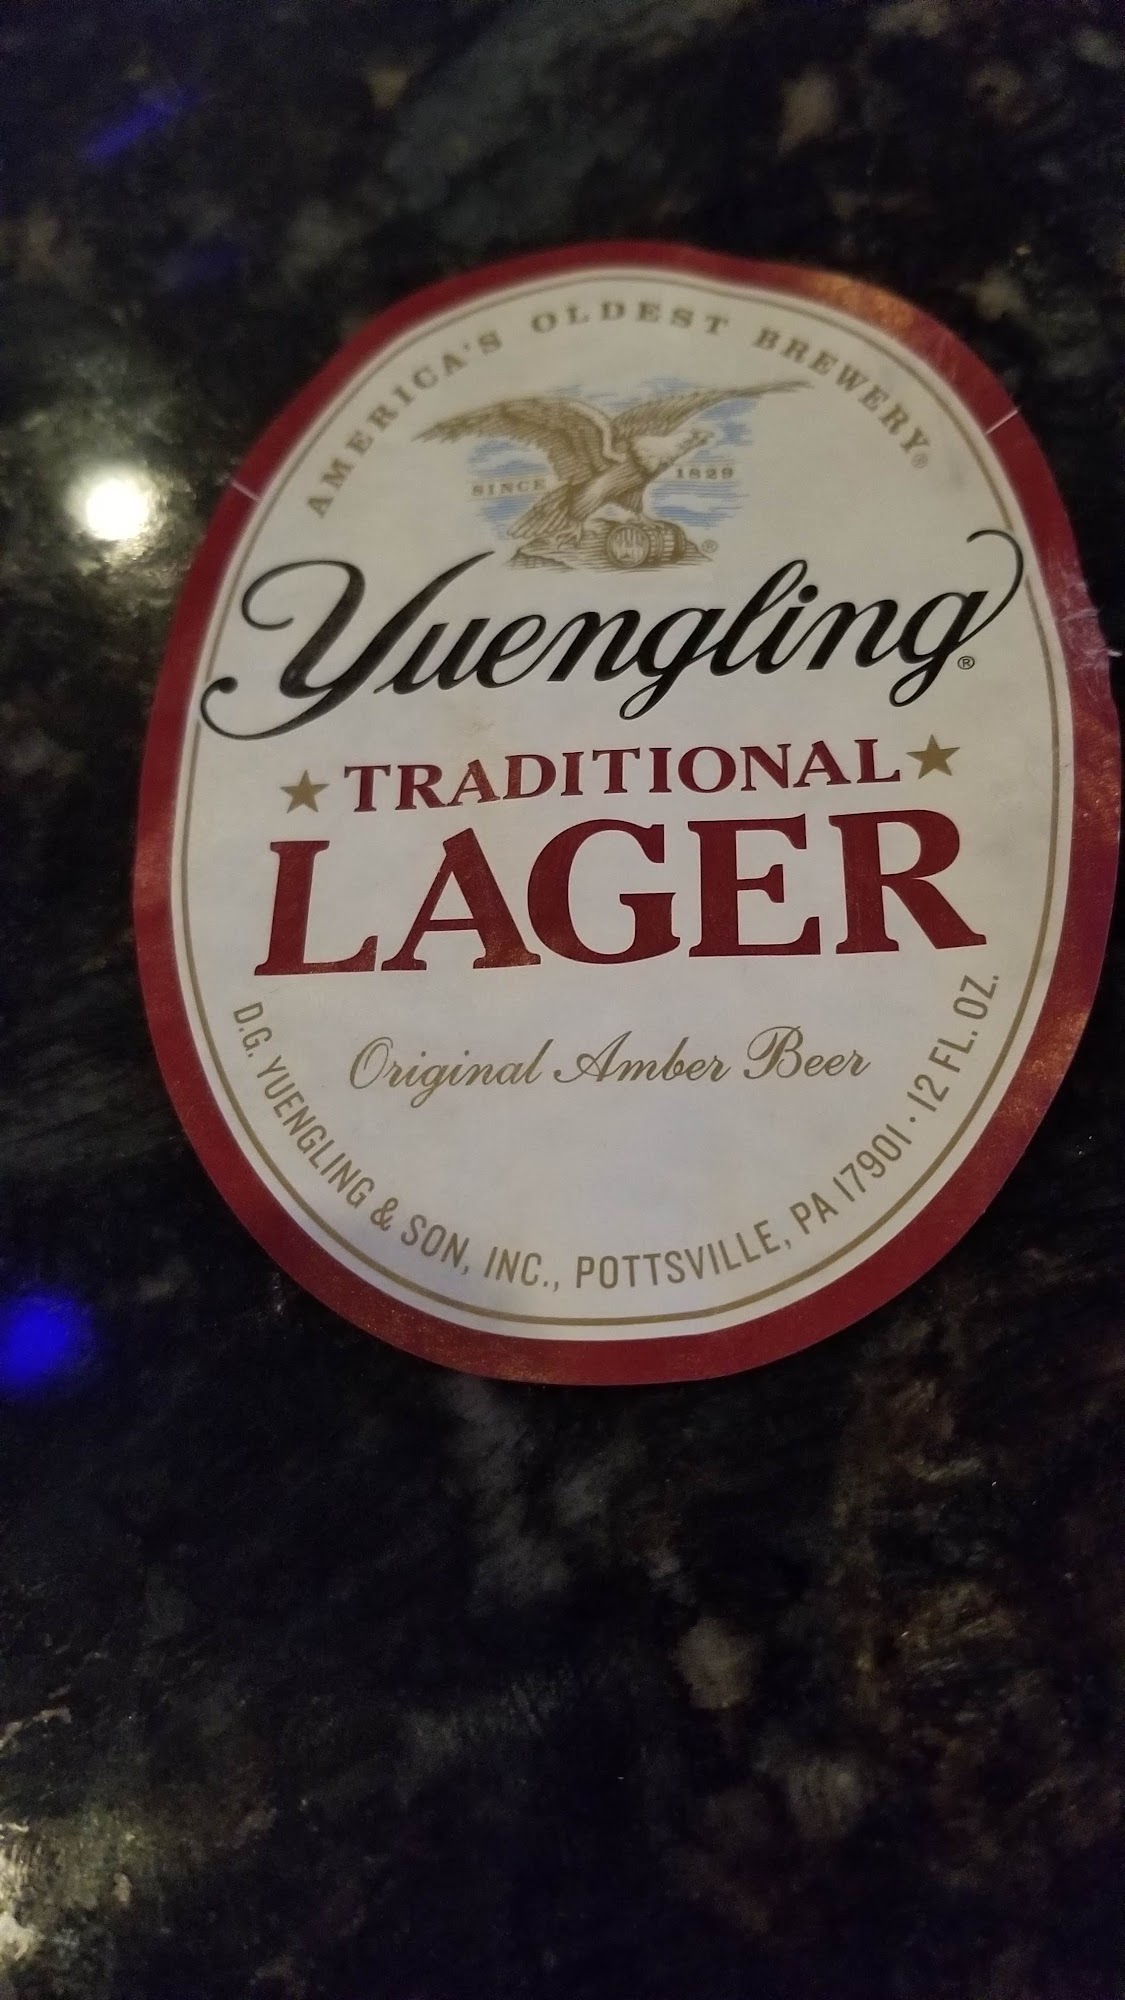 AMERICA'S OLDEST BREWERY®
SINCE 1829
®
Yuengling®
TRADITIONAL
LAGER
Original Amber Beer
D.G. YUENGLING & SON, INC., POTTSVILLE, PA 17901 · 12 FL. OZ.